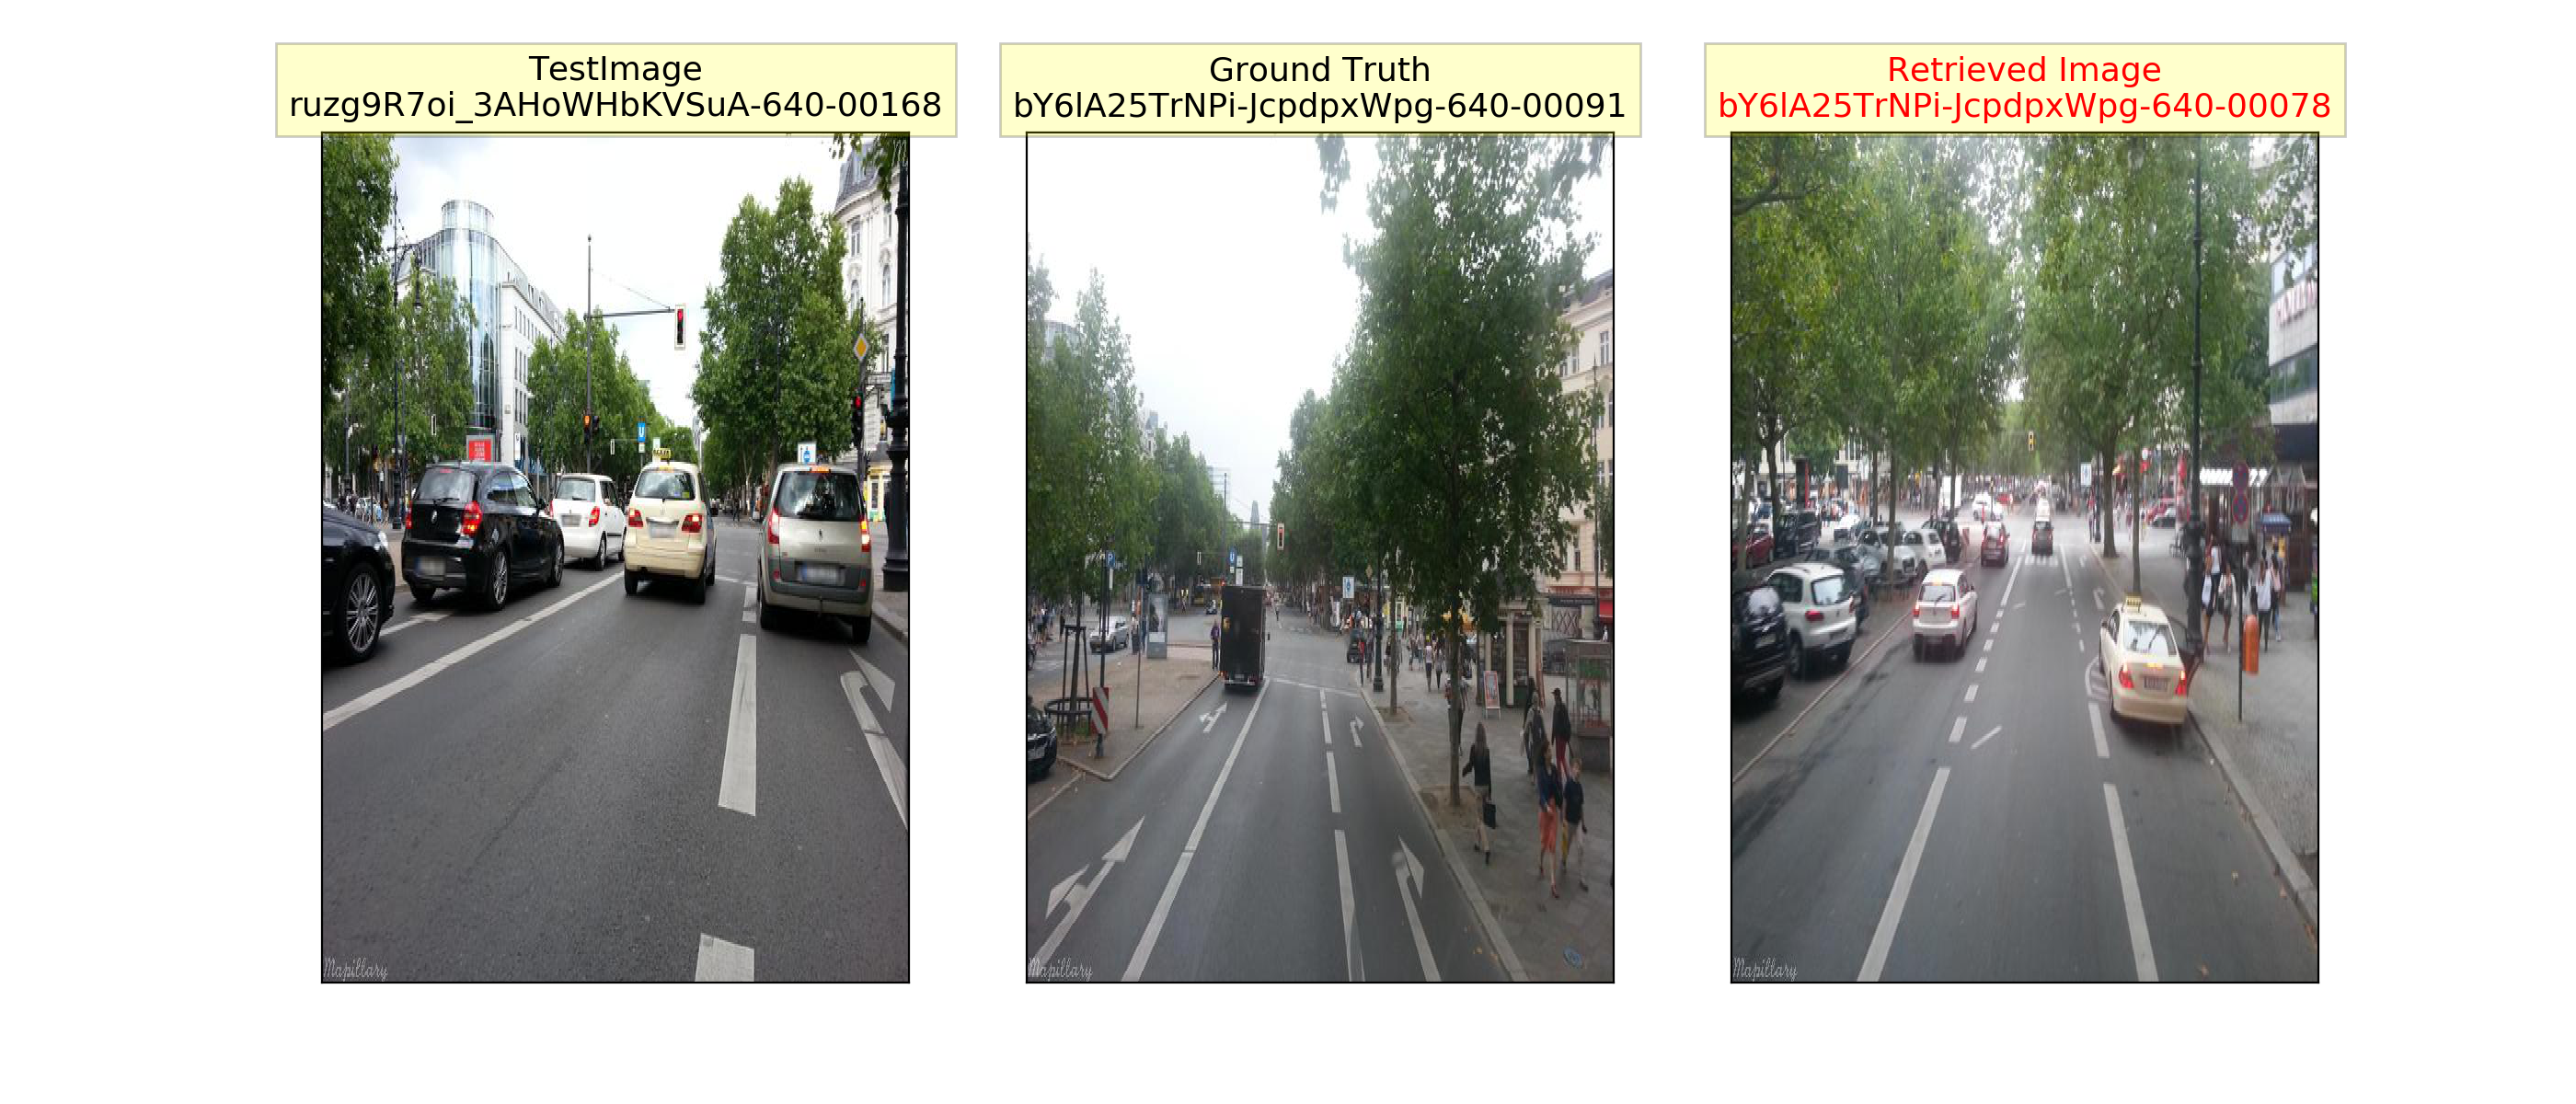 TestImage
ruzg9R7oi_3AHoWHbKVSuA-640-00168
Ground Truth
bY6lA25TrNPi-JcpdpxWpg-640-00091
Retrieved Image
bY6lA25TrNPi-JcpdpxWpg-640-00078
U
Mapillary
Mapillary
Mapillary